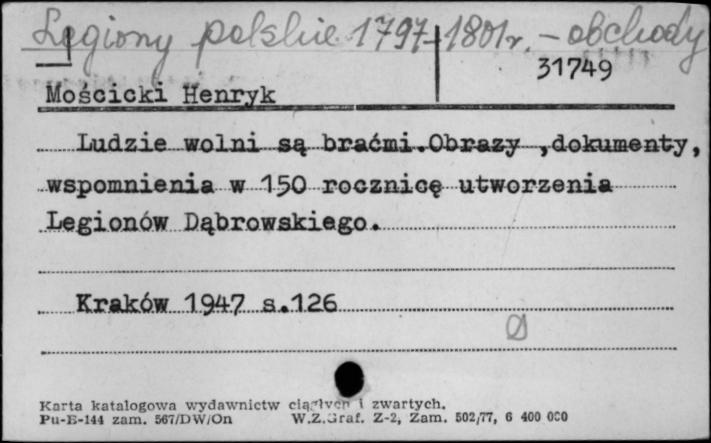 Legiony polskie 1797-1801r. - obchody
31749
Mościcki Henryk
Ludzie wolni są braćmi.Obrazy ,dokumenty,
wspomnienia w 150 rocznicę utworzenia
Legionów Dąbrowskiego.
Kraków 1947 s.126
Ø
Karta katalogowa wydawnictw ciągłych i zwartych.
Pu-E-144 zam. 567/DW/On W.Z.Graf. Z-2, Zam. 502/77, 6 400 000